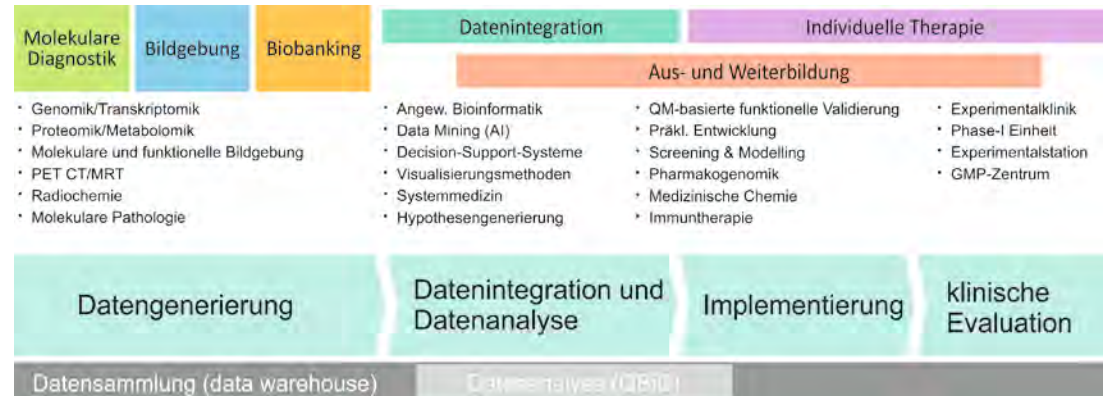 Molekulare
Diagnostik
Bildgebung
Biobanking
Datenintegration
Individuelle Therapie
Aus- und Weiterbildung
· Genomik/Transkriptomik
· Proteomik/Metabolomik
· Molekulare und funktionelle Bildgebung
· PET CT/MRT
· Radiochemie
· Molekulare Pathologie
· Angew. Bioinformatik
· Data Mining (AI)
· Decision-Support-Systeme
· Visualisierungsmethoden
· Systemmedizin
· Hypothesengenerierung
· QM-basierte funktionelle Validierung
· Präkl. Entwicklung
· Screening & Modelling
· Pharmakogenomik
· Medizinische Chemie
· Immuntherapie
· Experimentalklinik
· Phase-I Einheit
· Experimentalstation
· GMP-Zentrum
Datengenerierung
Datenintegration und
Datenanalyse
Implementierung
klinische
Evaluation
Datensammlung (data warehouse)
Datenanalyse